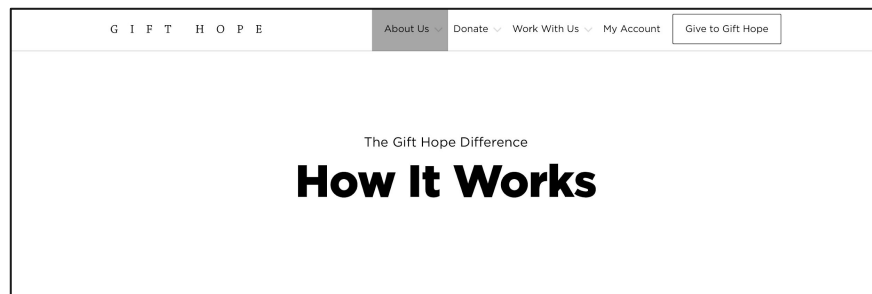 G I F T H O P E
About Us Donate Work With Us My Account Give to Gift Hope
The Gift Hope Difference
How It Works